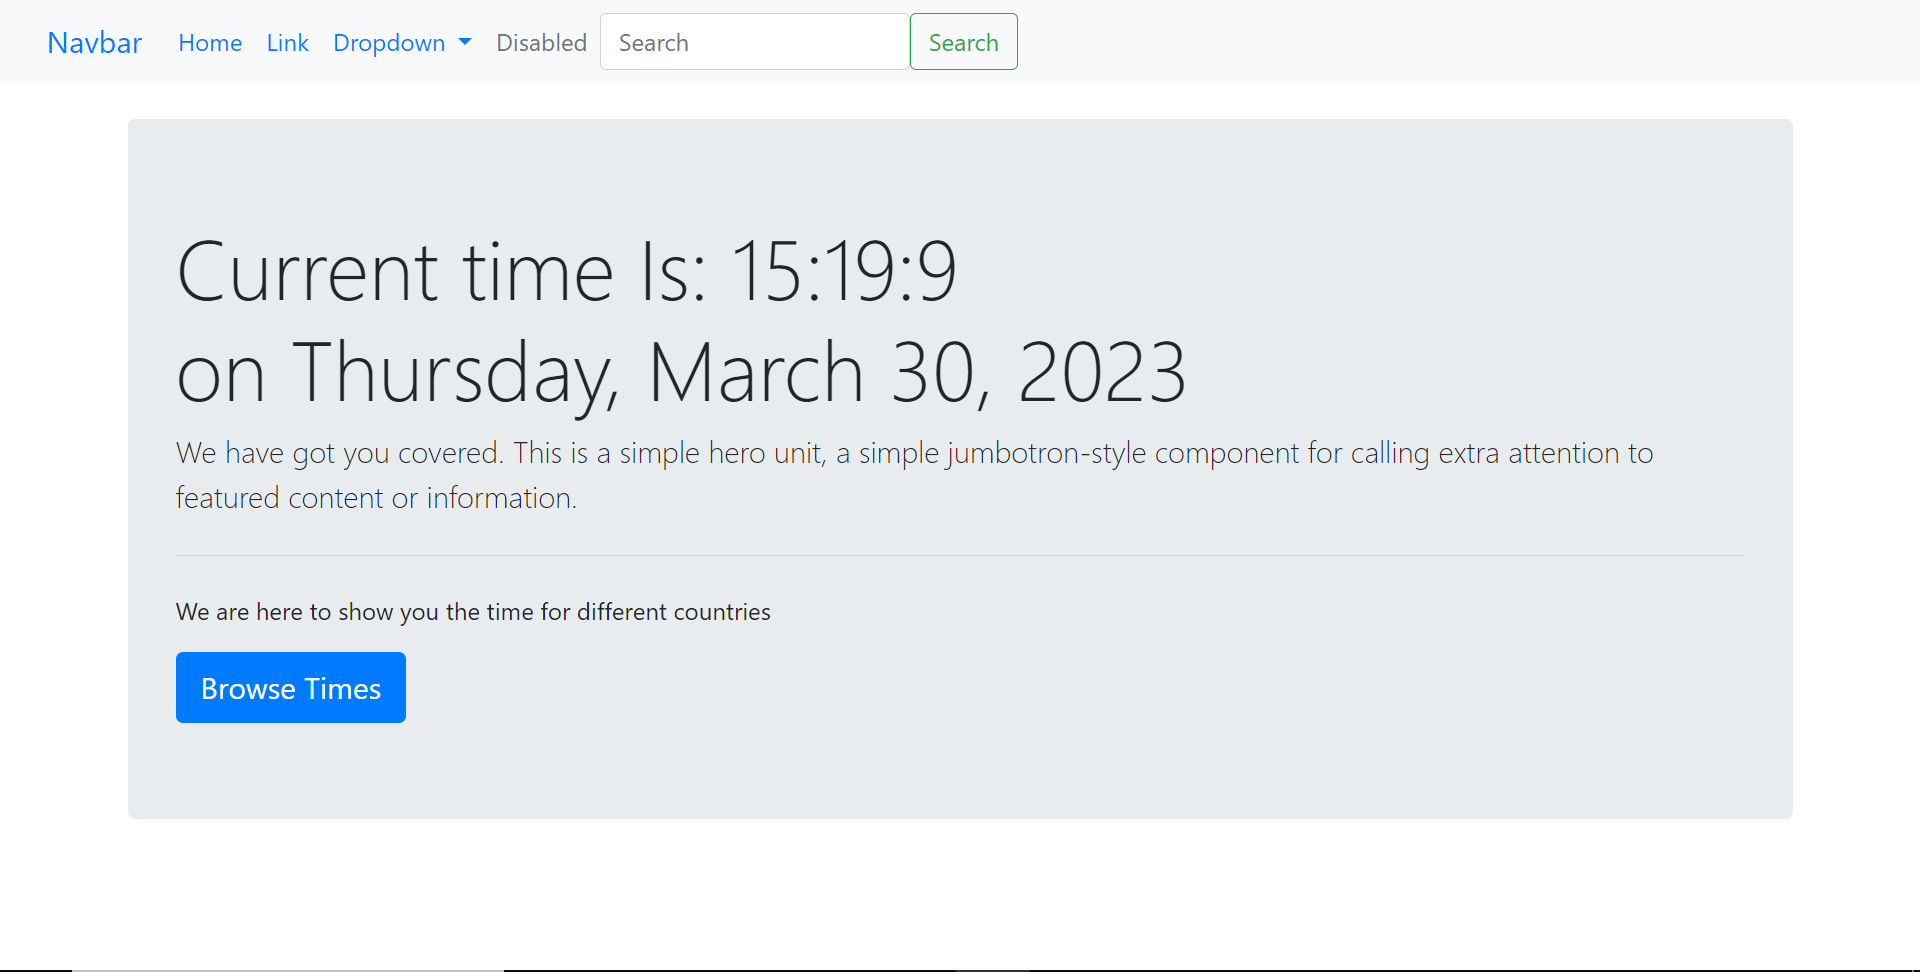 Navbar Home Link Dropdown Disabled Search Search
Current time Is: 15:19:9
on Thursday, March 30, 2023
We have got you covered. This is a simple hero unit, a simple jumbotron-style component for calling extra attention to
featured content or information.
We are here to show you the time for different countries
Browse Times